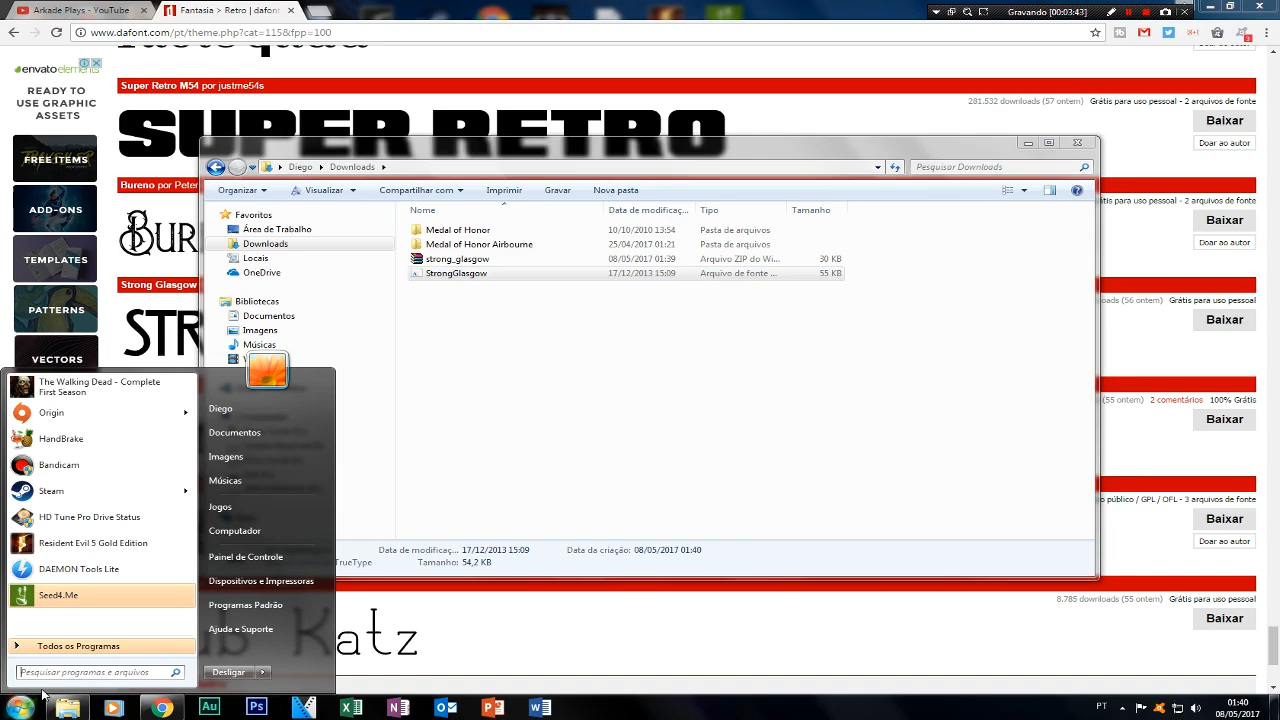 Arkade Plays - YouTube
Fantasia > Retro | dafont
Gravando [00:03:43]
www.dafont.com/pt/theme.php?cat=115&fpp=100
Doar ao autor
envatoelements
READY TO
USE GRAPHIC
ASSETS
FREE ITEMS
ADD-ONS
TEMPLATES
PATTERNS
VECTORS
Super Retro M54 por justme54s
281.532 downloads (57 ontem) Grátis para uso pessoal - 2 arquivos de fonte
SUPER RETRO
Baixar
Doar ao autor
Bureno por Peter
- 2 arquivos de fonte
BUR
Baixar
Doar ao autor
Strong Glasgow
(56 ontem) Grátis para uso pessoal
STR
Baixar
(55 ontem) 2 comentários 100% Grátis
Baixar
público / GPL / OFL - 3 arquivos de fonte
Baixar
Doar ao autor
8.785 downloads (55 ontem) Grátis para uso pessoal
Katz
Baixar
Diego Downloads
Pesquisar Downloads
Organizar Visualizar Compartilhar com Imprimir Gravar Nova pasta
Nome Data de modificaç... Tipo Tamanho
Medal of Honor 10/10/2010 13:54 Pasta de arquivos
Medal of Honor Airbourne 25/04/2017 01:21 Pasta de arquivos
strong_glasgow 08/05/2017 01:39 Arquivo ZIP do Wi... 30 KB
StrongGlasgow 17/12/2013 15:09 Arquivo de fonte ... 55 KB
Favoritos
Área de Trabalho
Downloads
Locais
OneDrive
Bibliotecas
Documentos
Imagens
Músicas
Data de modificaç... 17/12/2013 15:09 Data da criação: 08/05/2017 01:40
TrueType Tamanho: 54,2 KB
The Walking Dead - Complete
First Season
Origin
HandBrake
Bandicam
Steam
HD Tune Pro Drive Status
Resident Evil 5 Gold Edition
DAEMON Tools Lite
Seed4.Me
Todos os Programas
Pesquisar programas e arquivos
Diego
Documentos
Imagens
Músicas
Jogos
Computador
Painel de Controle
Dispositivos e Impressoras
Programas Padrão
Ajuda e Suporte
Desligar
Au
Ps
PT
01:40
08/05/2017